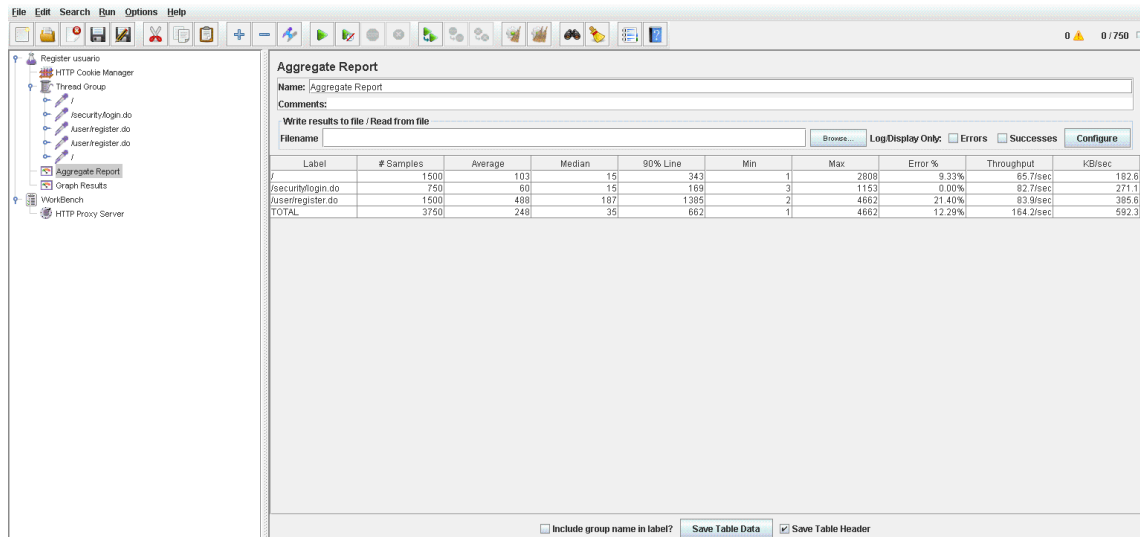 File Edit Search Run Options Help
0 0 / 750
Register usuario
HTTP Cookie Manager
Thread Group
/
/security/login.do
/user/register.do
/user/register.do
/
Aggregate Report
Graph Results
WorkBench
HTTP Proxy Server
Aggregate Report
Name: Aggregate Report
Comments:
Write results to file / Read from file
Filename Browse... Log/Display Only: Errors Successes Configure
Label # Samples Average Median 90% Line Min Max Error % Throughput KB/sec
/ 1500 103 15 343 1 2808 9.33% 65.7/sec 182.6
/security/login.do 750 60 15 169 3 1153 0.00% 82.7/sec 271.1
/user/register.do 1500 488 187 1385 2 4662 21.40% 83.9/sec 385.6
TOTAL 3750 248 35 662 1 4662 12.29% 164.2/sec 592.3
Include group name in label? Save Table Data Save Table Header